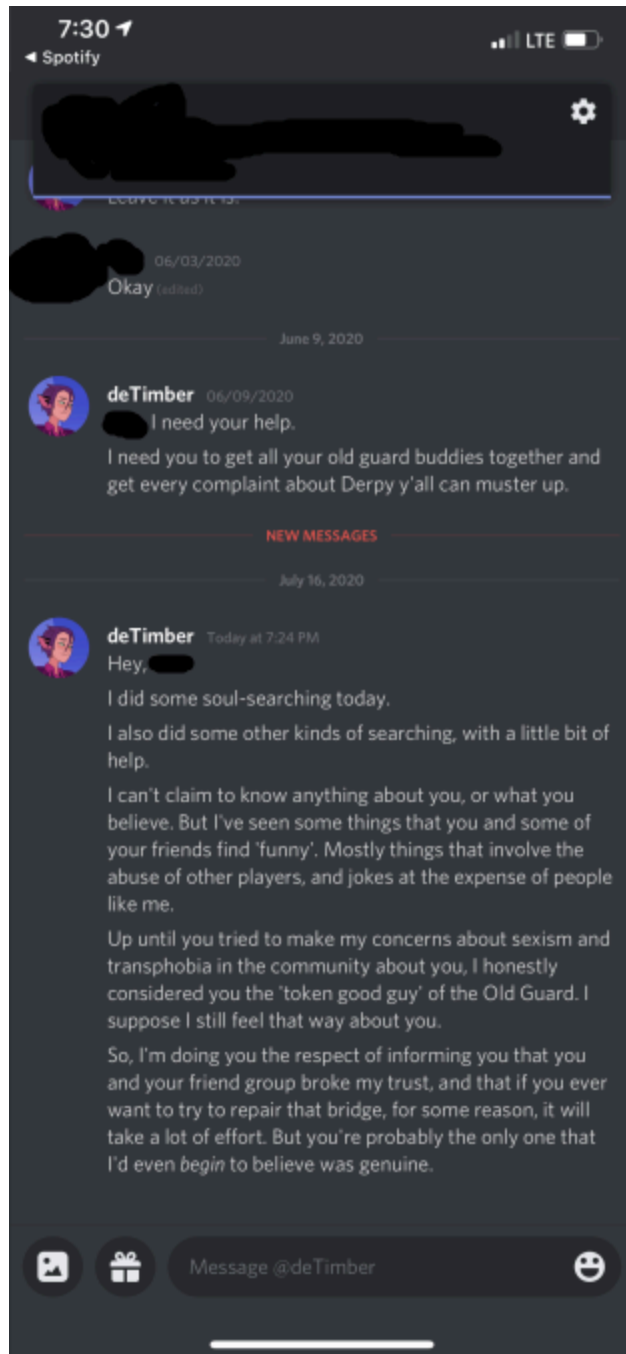 7:30
LTE
Spotify
Leave it as it is.
06/03/2020
Okay (edited)
June 9, 2020
deTimber 06/09/2020
I need your help.
I need you to get all your old guard buddies together and
get every complaint about Derpy y'all can muster up.
NEW MESSAGES
July 16, 2020
deTimber Today at 7:24 PM
Hey,
I did some soul-searching today.
I also did some other kinds of searching, with a little bit of
help.
I can't claim to know anything about you, or what you
believe. But I've seen some things that you and some of
your friends find 'funny'. Mostly things that involve the
abuse of other players, and jokes at the expense of people
like me.
Up until you tried to make my concerns about sexism and
transphobia in the community about you, I honestly
considered you the 'token good guy' of the Old Guard. I
suppose I still feel that way about you.
So, I'm doing you the respect of informing you that you
and your friend group broke my trust, and that if you ever
want to try to repair that bridge, for some reason, it will
take a lot of effort. But you're probably the only one that
I'd even begin to believe was genuine.
Message @deTimber